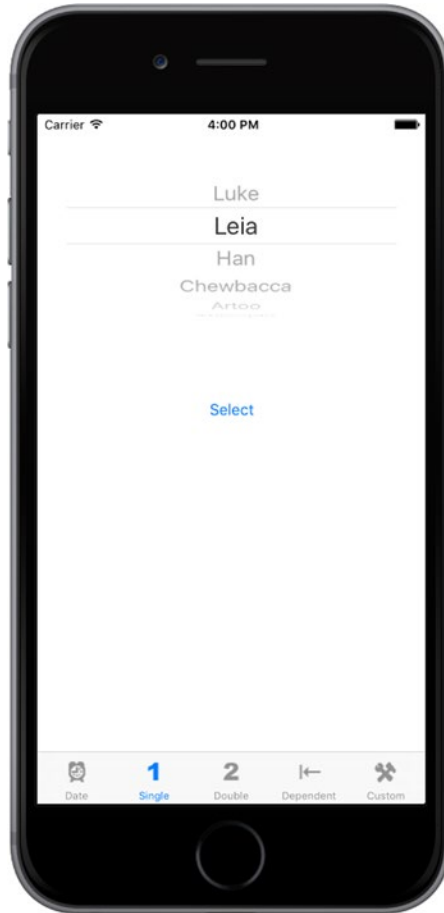 Carrier 4:00 PM
Luke
Leia
Han
Chewbacca
Artoo
Select
1 2
Date Single Double Dependent Custom